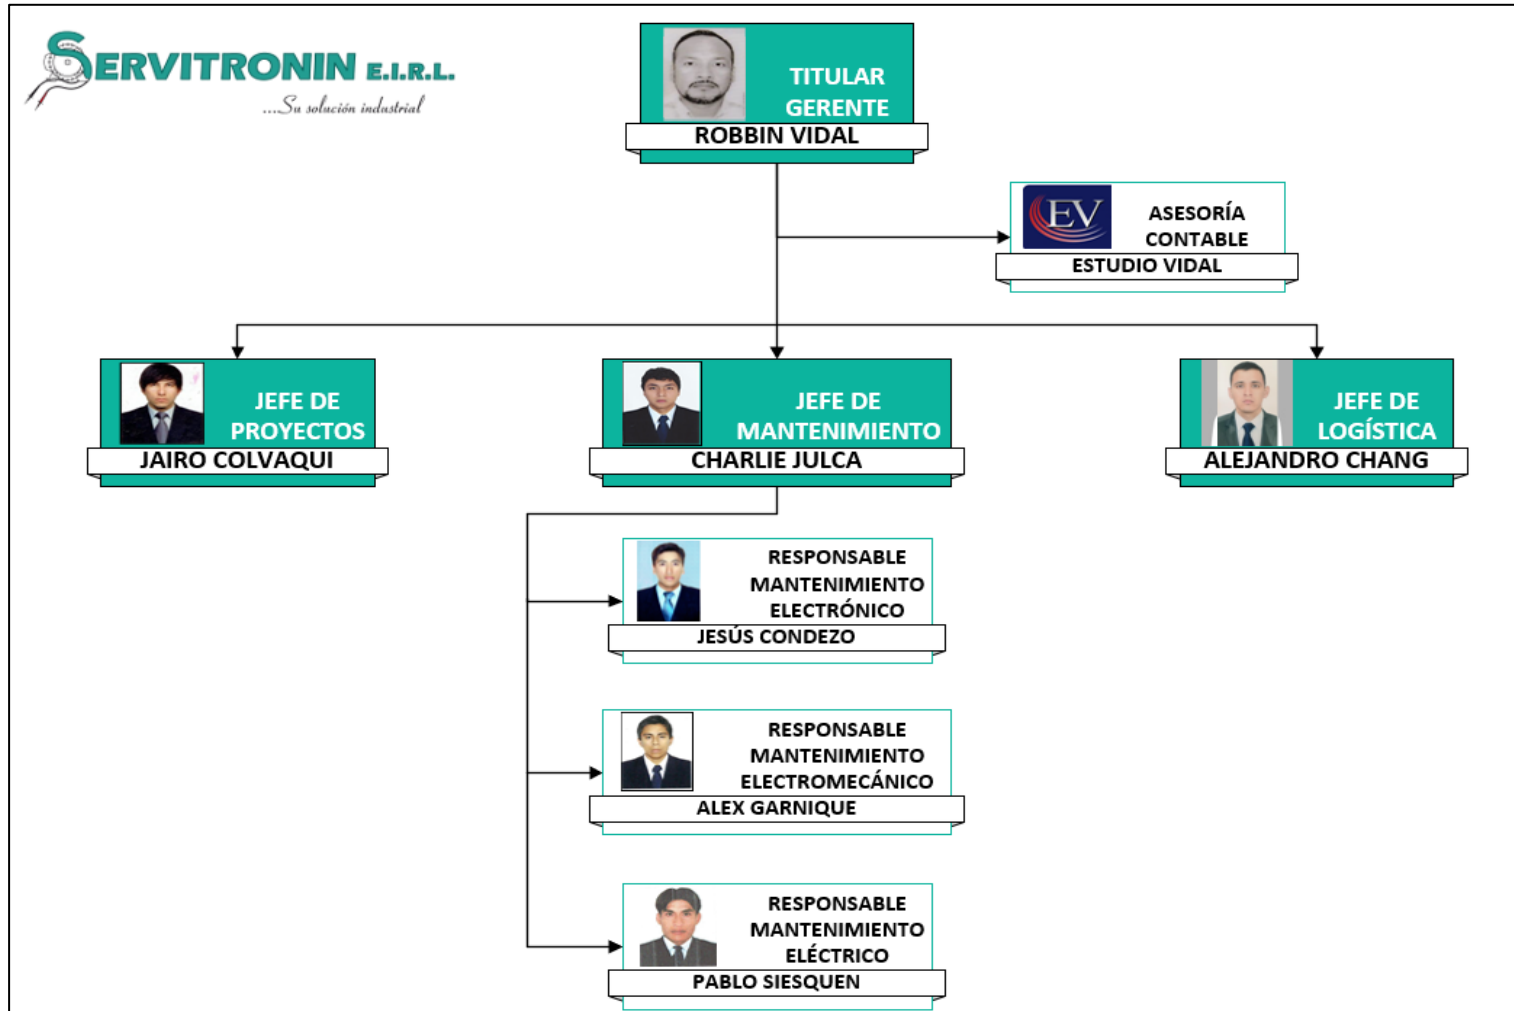 SERVITRONIN E.I.R.L.
...Su solución industrial
TITULAR
GERENTE
ROBBIN VIDAL
EV
ASESORÍA
CONTABLE
ESTUDIO VIDAL
JEFE DE
PROYECTOS
JAIRO COLVAQUI
JEFE DE
MANTENIMIENTO
CHARLIE JULCA
JEFE DE
LOGÍSTICA
ALEJANDRO CHANG
RESPONSABLE
MANTENIMIENTO
ELECTRÓNICO
JESÚS CONDEZO
RESPONSABLE
MANTENIMIENTO
ELECTROMECÁNICO
ALEX GARNIQUE
RESPONSABLE
MANTENIMIENTO
ELÉCTRICO
PABLO SIESQUEN